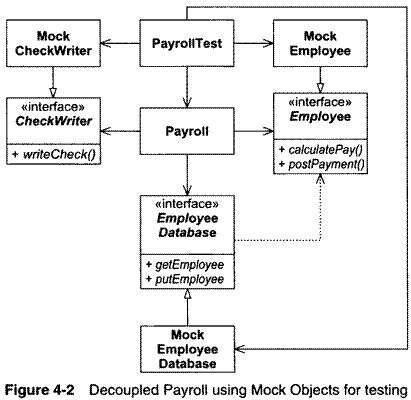 Mock
CheckWriter
PayrollTest
Mock
Employee
«interface»
CheckWriter
+ writeCheck()
Payroll
«interface»
Employee
+ calculatePay()
+ postPayment()
«interface»
Employee
Database
+ getEmployee
+ putEmployee
Mock
Employee
Database
Figure 4-2 Decoupled Payroll using Mock Objects for testing